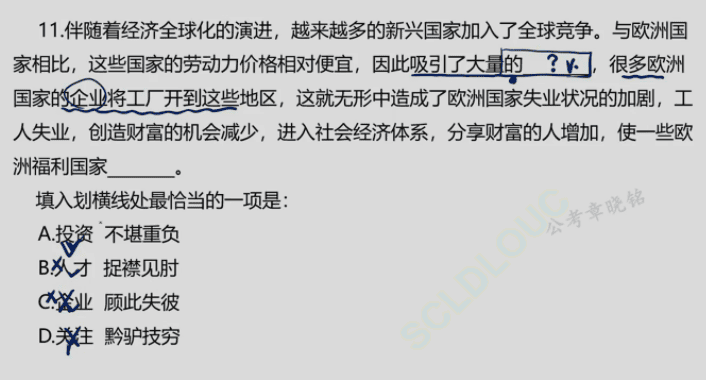 11.伴随着经济全球化的演进，越来越多的新兴国家加入了全球竞争。与欧洲国
家相比，这些国家的劳动力价格相对便宜，因此吸引了大量的 ? v. ，很多欧洲
国家的企业将工厂开到这些地区，这就无形中造成了欧洲国家失业状况的加剧，工
人失业，创造财富的机会减少，进入社会经济体系，分享财富的人增加，使一些欧
洲福利国家______。
填入划横线处最恰当的一项是：
A.投资 不堪重负
B.人才 捉襟见肘
C.企业 顾此失彼
D.关注 黔驴技穷
公考章晓铭
SCLDLOUC